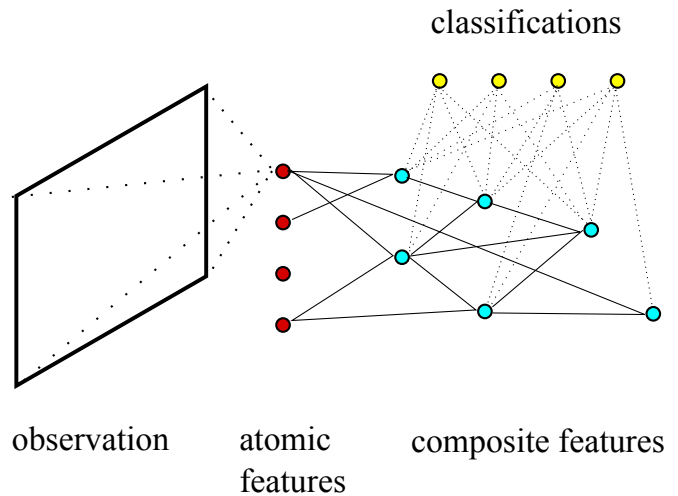 classifications
observation
atomic
features
composite features